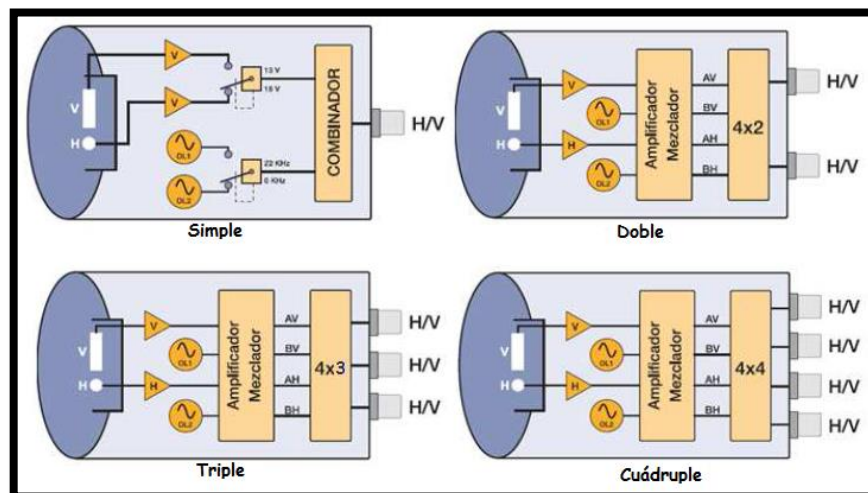 V
V
13 V
18 V
V
H
OL1
22 KHz
0 KHz
OL2
COMBINADOR
H/V
Simple
V
H
V
H
OL1
OL2
Amplificador
Mezclador
AV
BV
AH
BH
4x2
H/V
H/V
Doble
V
H
V
H
OL1
OL2
Amplificador
Mezclador
AV
BV
AH
BH
4x3
H/V
H/V
H/V
Triple
V
H
V
H
OL1
OL2
Amplificador
Mezclador
AV
BV
AH
BH
4x4
H/V
H/V
H/V
H/V
Cuádruple